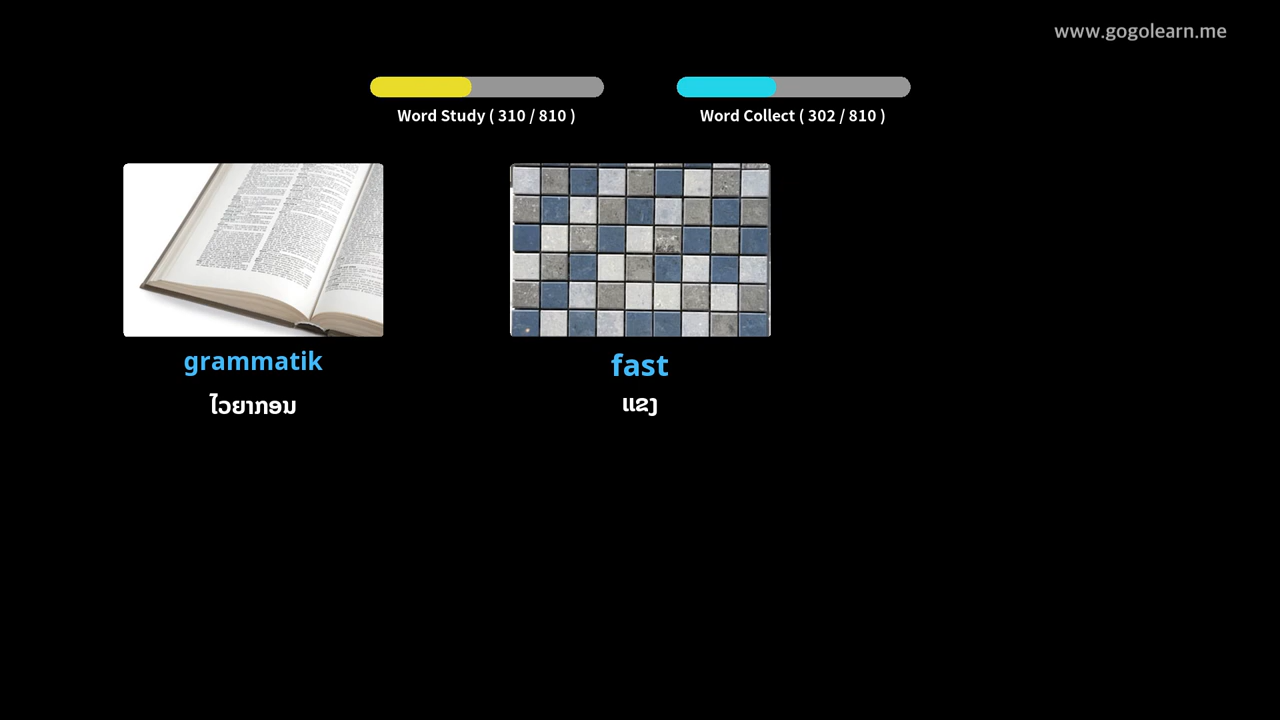 www.gogolearn.me
Word Study ( 310 / 810 )
Word Collect ( 302 / 810 )
grammatik
fast
ໄວຍາກອນ
ແຂງ